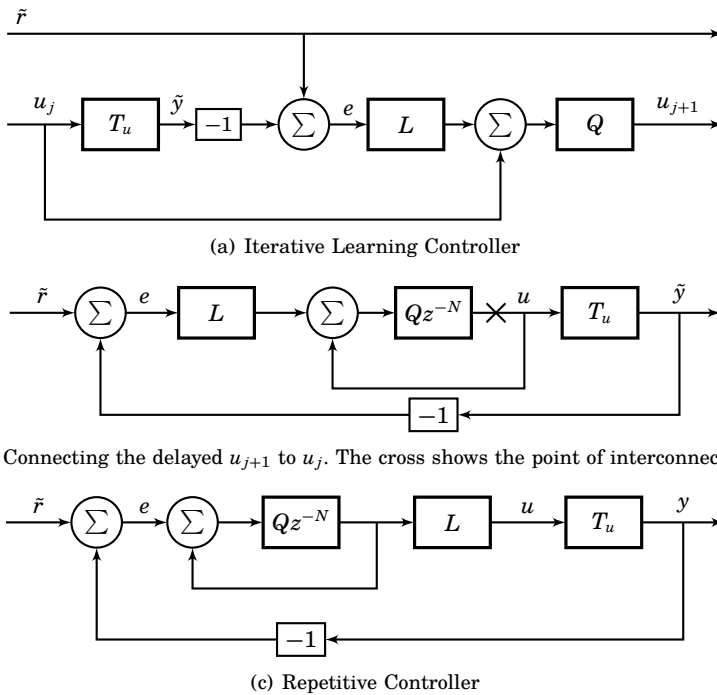 r̃
u_j T_u ỹ −1 ∑ e L ∑ Q u_{j+1}
(a) Iterative Learning Controller
r̃ ∑ e L ∑ Qz^{−N} u T_u ỹ
−1
Connecting the delayed u_{j+1} to u_j. The cross shows the point of interconnec
r̃ ∑ e ∑ Qz^{−N} L u T_u y
−1
(c) Repetitive Controller